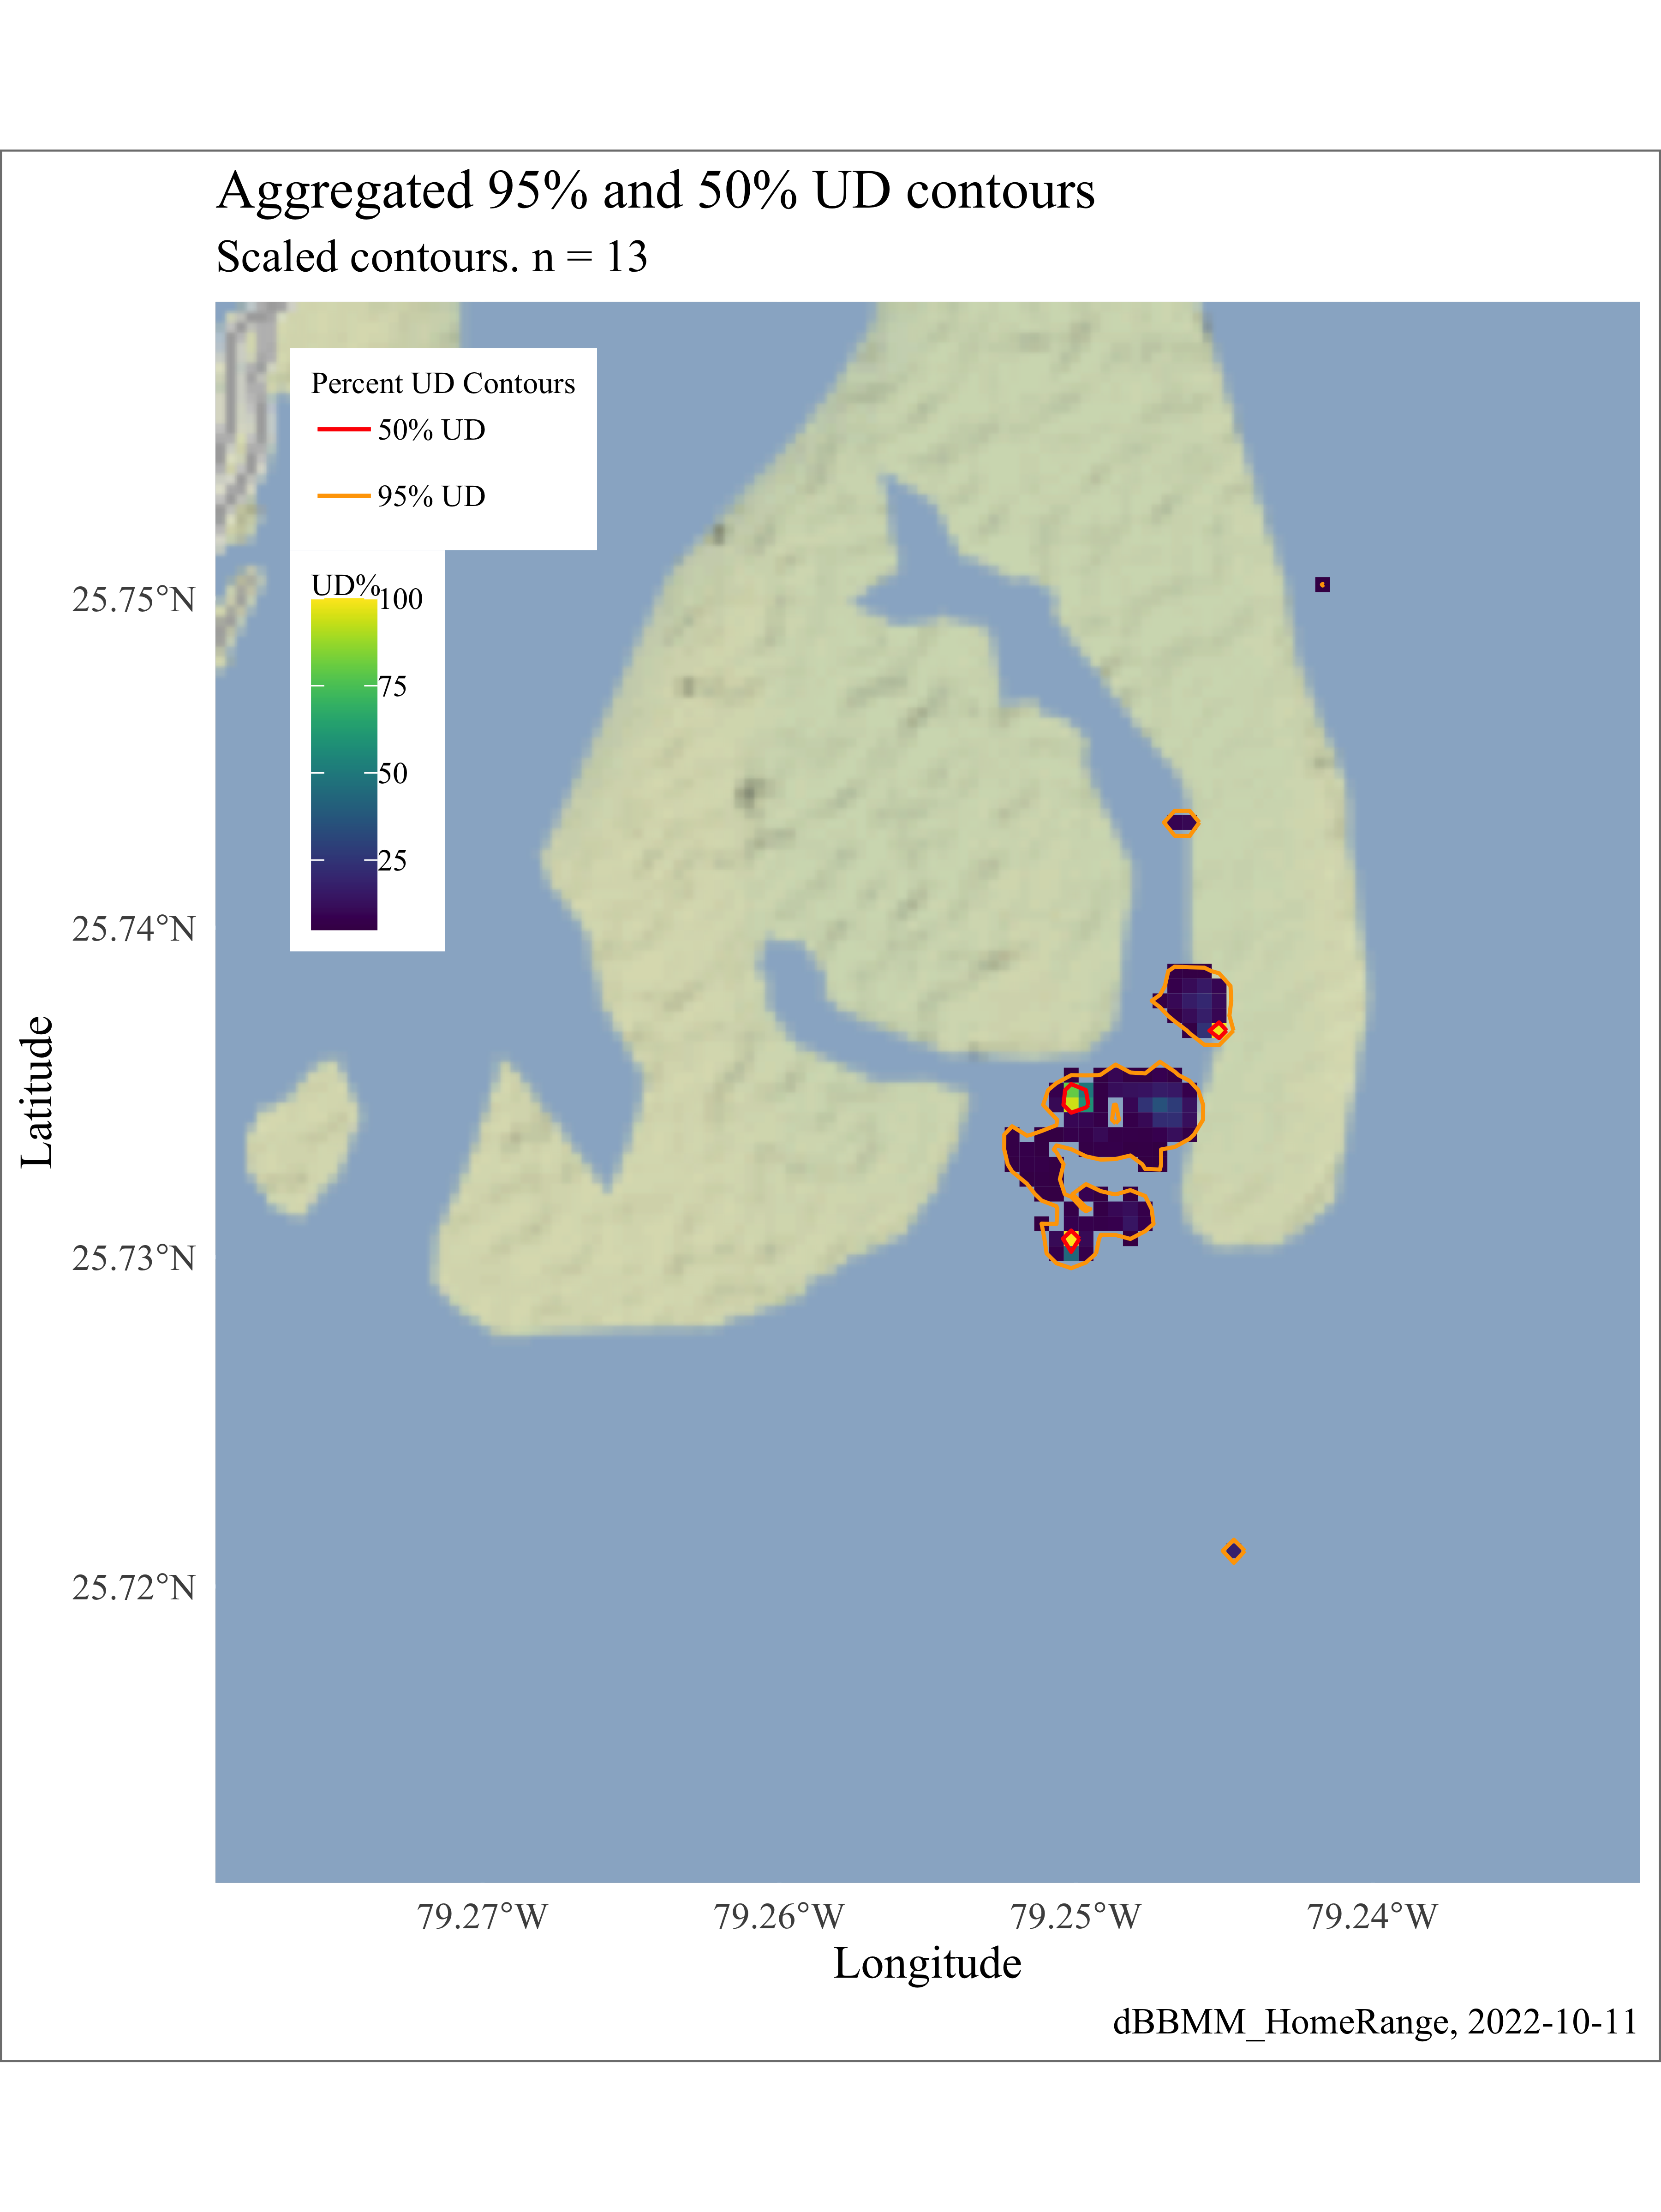 Aggregated 95% and 50% UD contours
Scaled contours. n = 13
Percent UD Contours
50% UD
95% UD
UD%
100
75
50
25
25.75°N
25.74°N
25.73°N
25.72°N
Latitude
79.27°W 79.26°W 79.25°W 79.24°W
Longitude
dBBMM_HomeRange, 2022-10-11